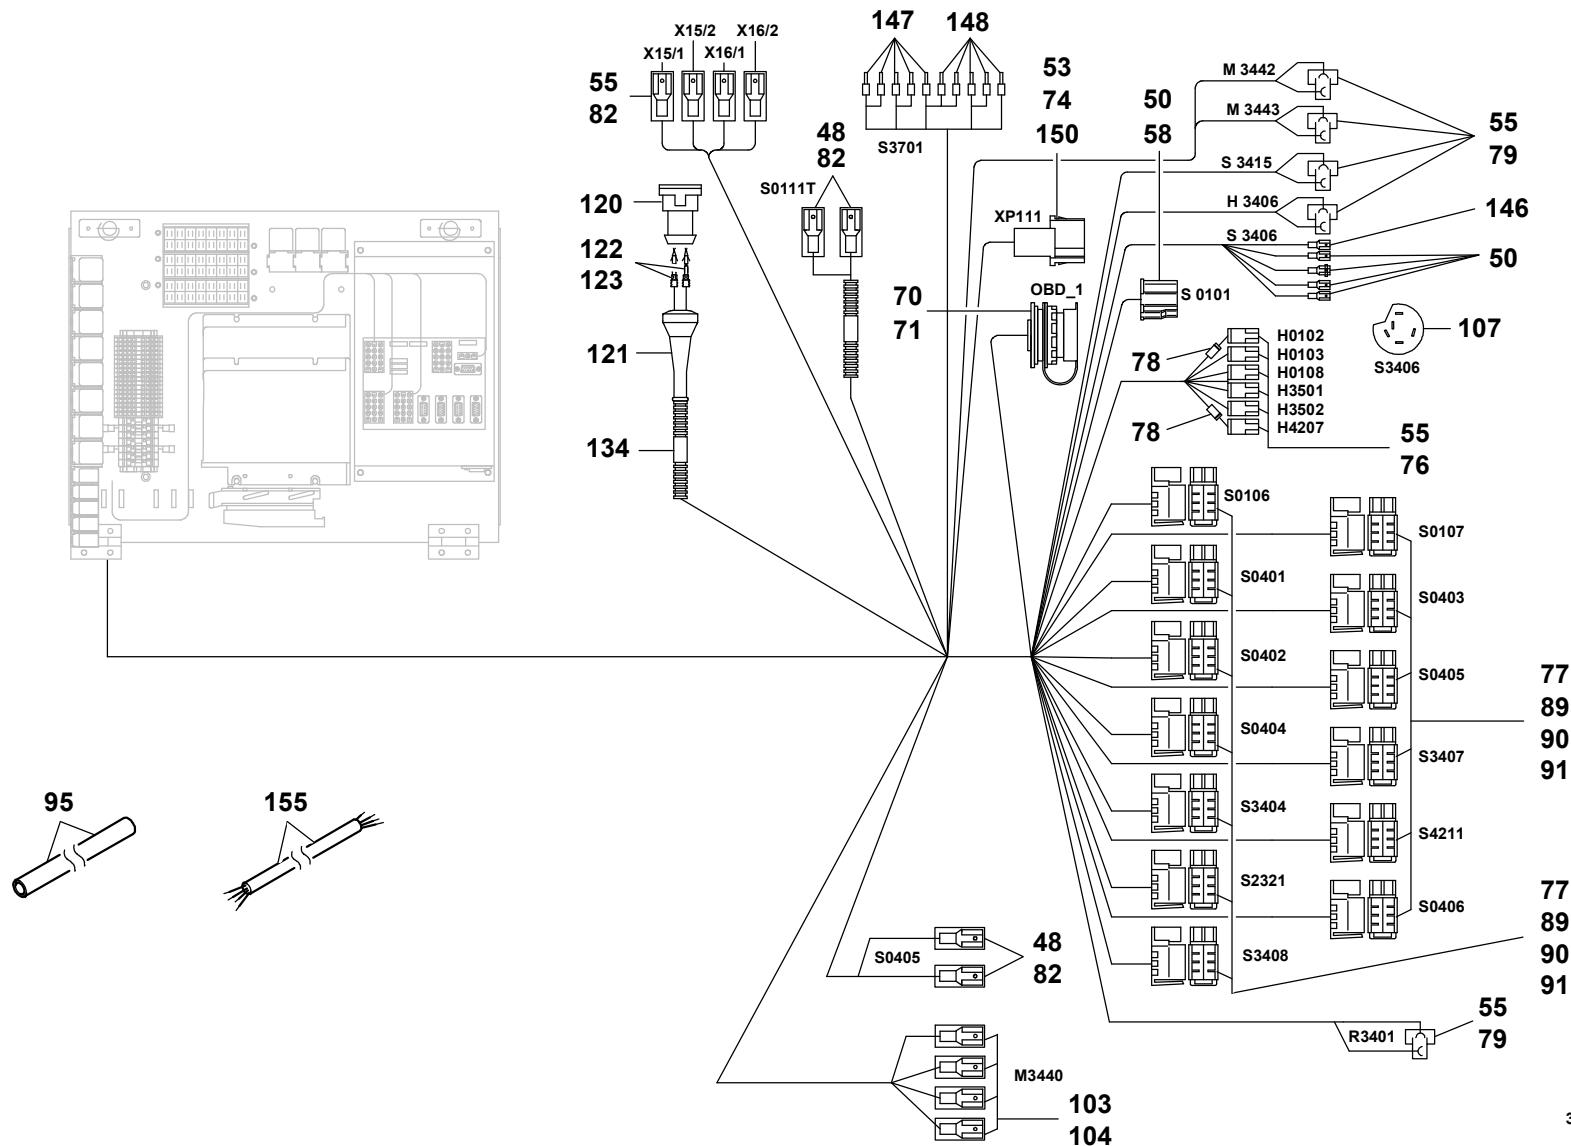 X15/2
X16/2
X15/1
X16/1
55
82
147
148
S3701
48
82
S0111T
53
74
150
XP111
50
58
S 0101
M 3442
M 3443
S 3415
H 3406
S 3406
55
79
146
50
107
S3406
120
122
123
121
134
70
71
OBD_1
78
78
H0102
H0103
H0108
H3501
H3502
H4207
55
76
S0106
S0107
S0401
S0403
S0402
S0405
S0404
S3407
S3404
S4211
S2321
S0406
S3408
77
89
90
91
77
89
90
91
95
155
S0405
48
82
M3440
103
104
R3401
55
79
3